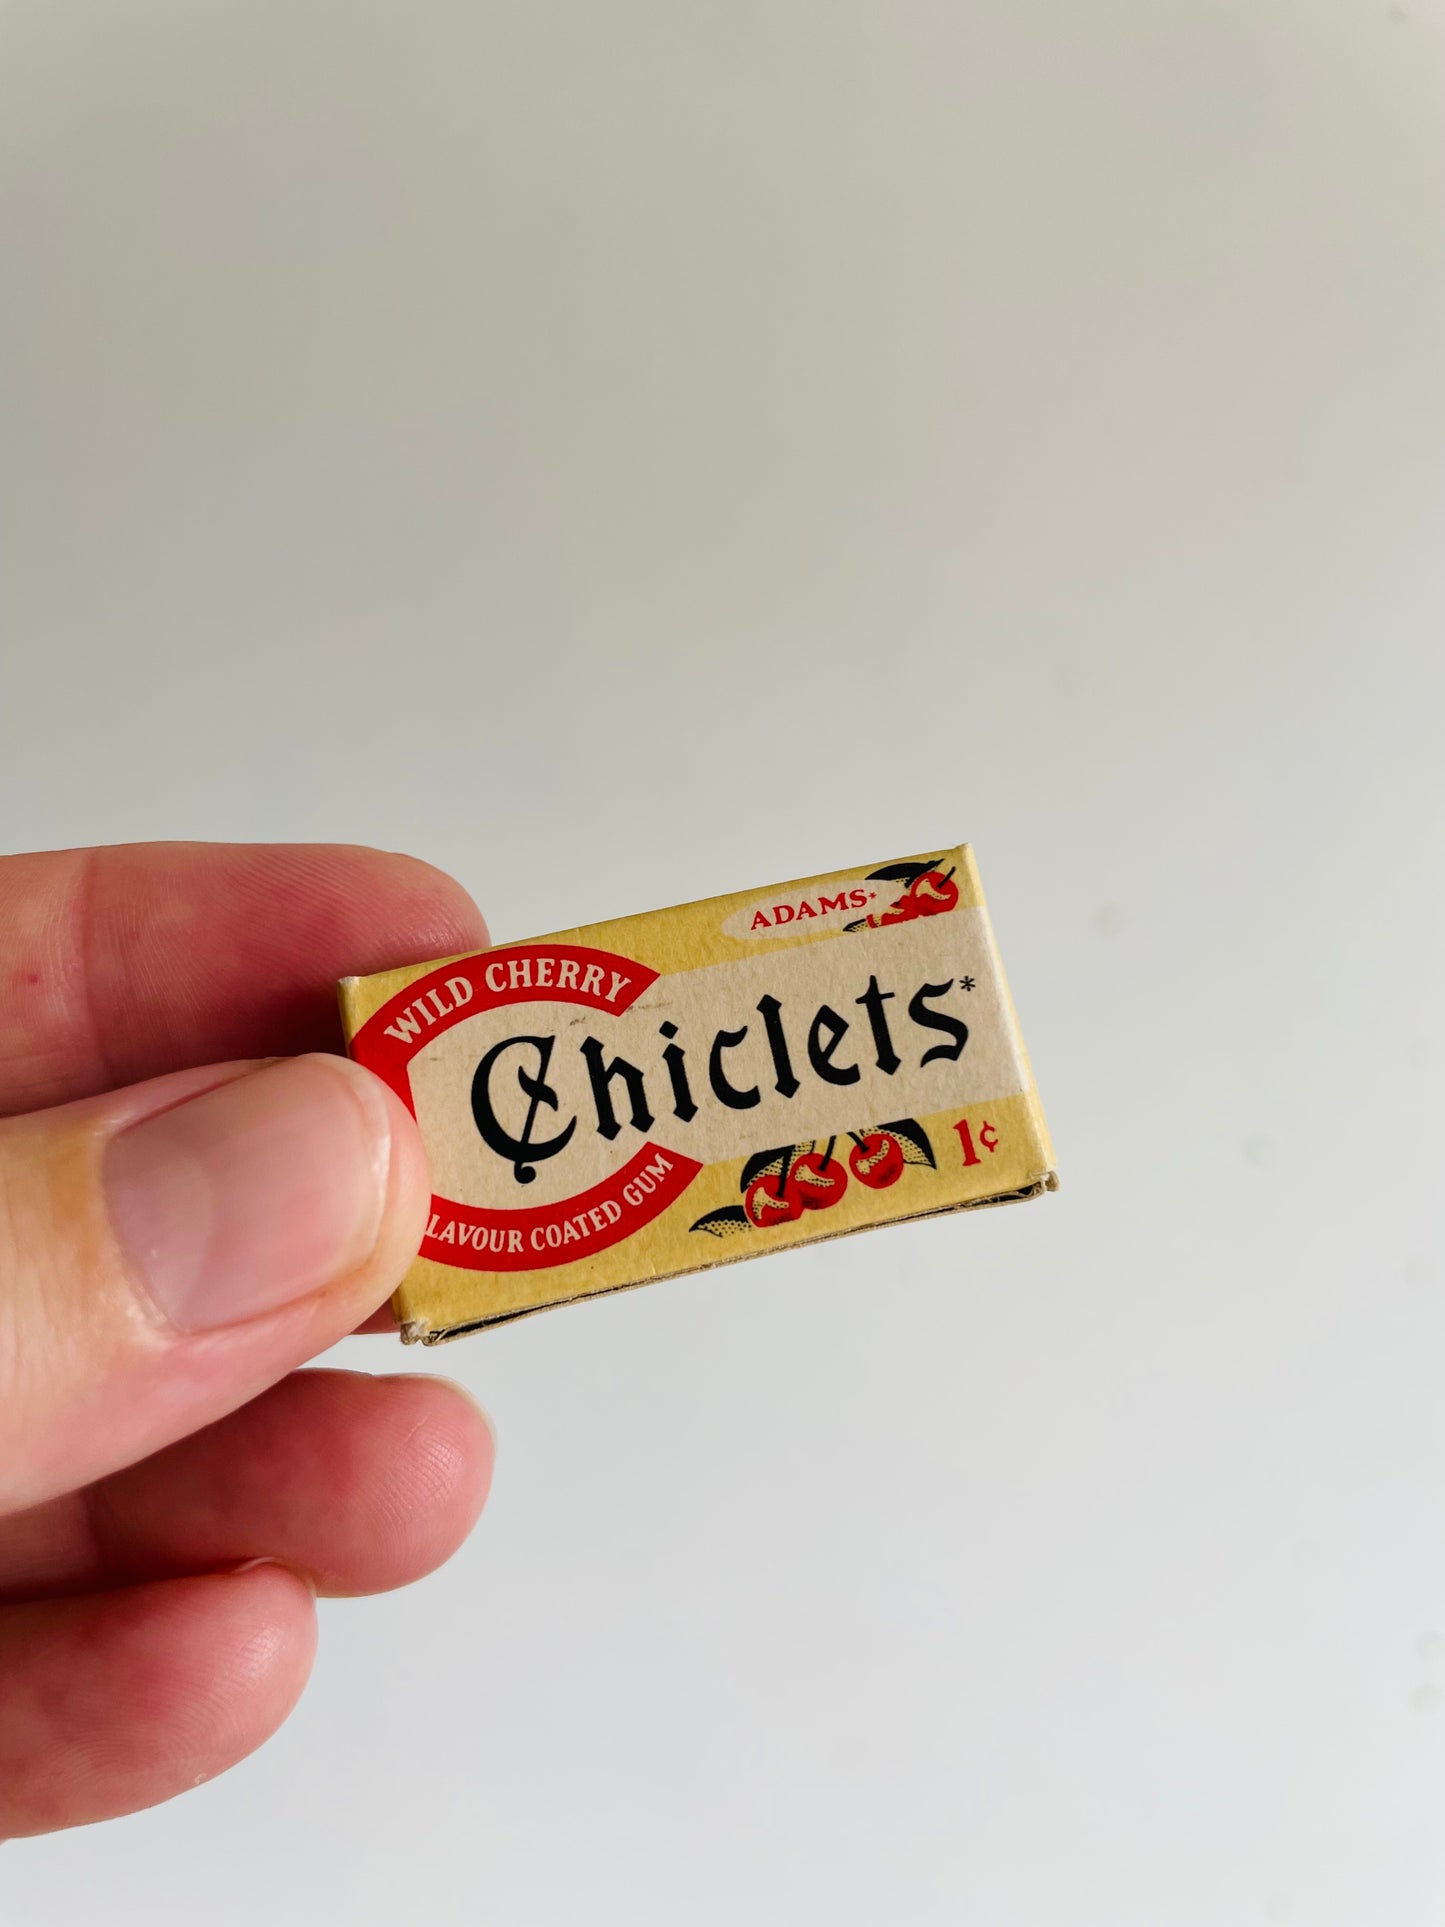 ADAMS*
WILD CHERRY
Chiclets*
LAVOUR COATED GUM
1¢